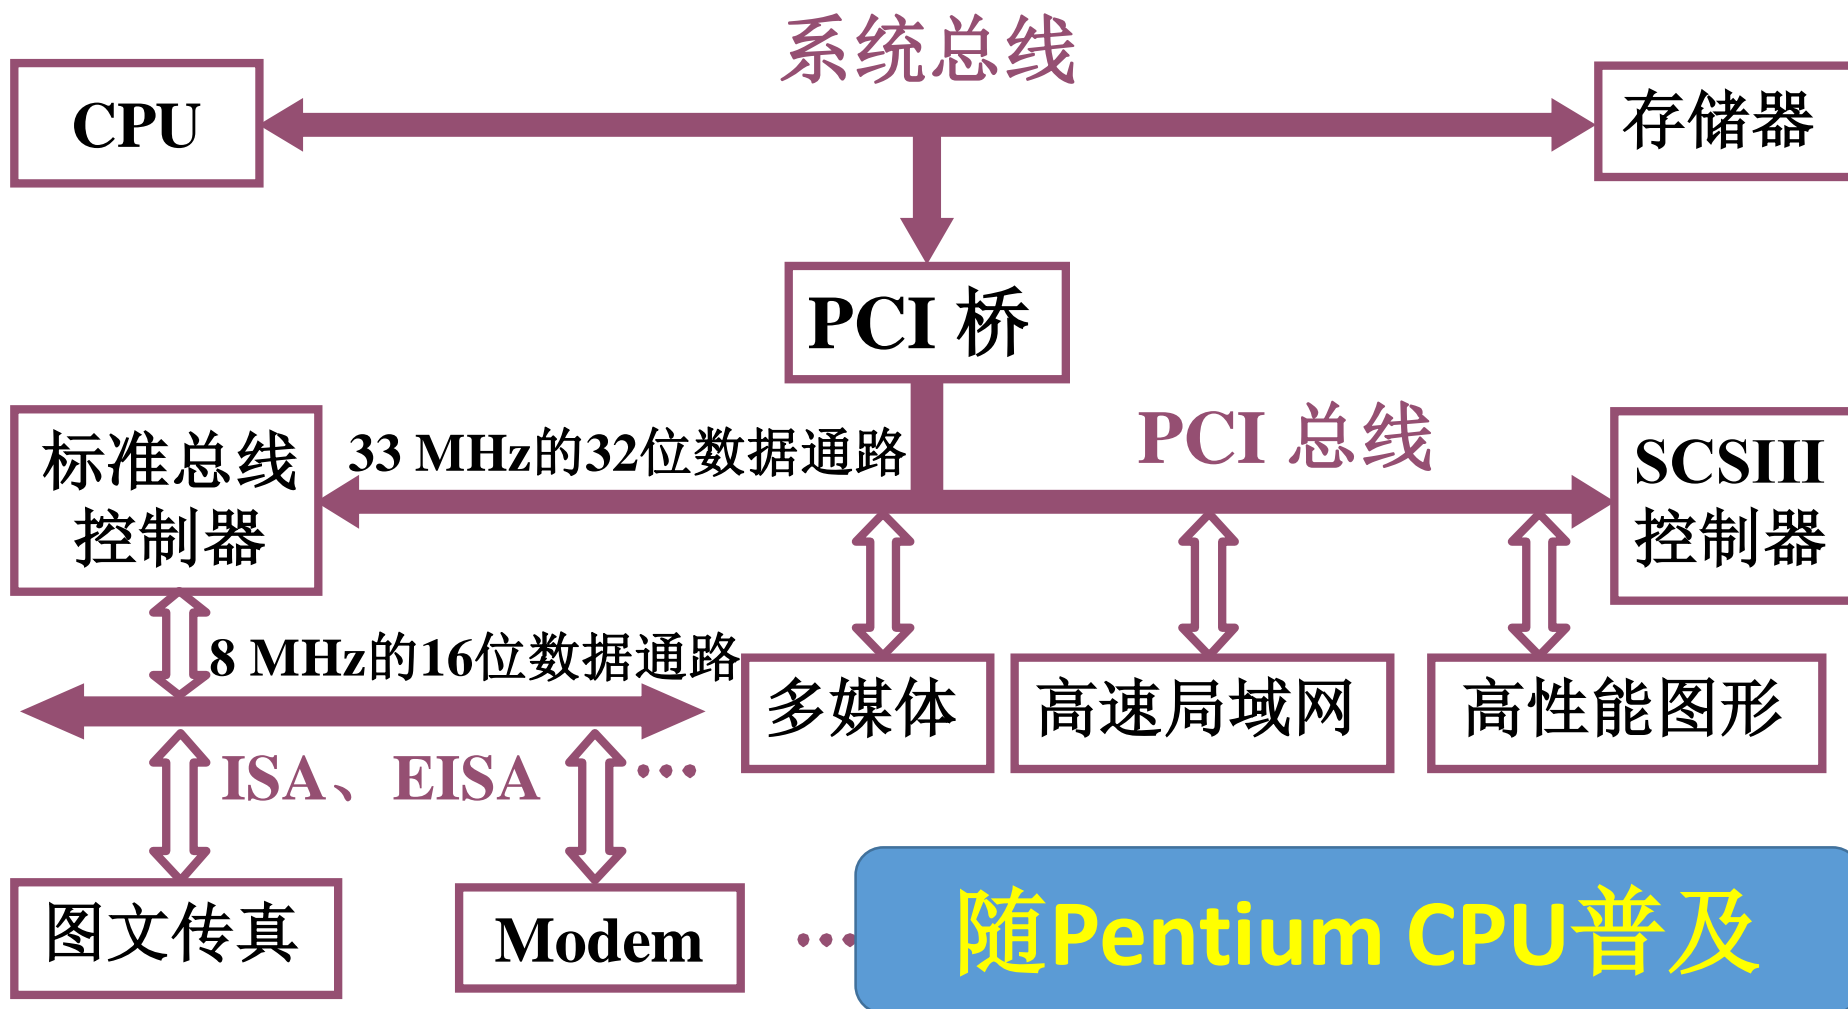 系统总线
CPU
存储器
PCI 桥
标准总线
控制器
33 MHz的32位数据通路
PCI 总线
SCSIII
控制器
8 MHz的16位数据通路
多媒体
高速局域网
高性能图形
ISA、EISA
…
图文传真
Modem
…
随Pentium CPU普及